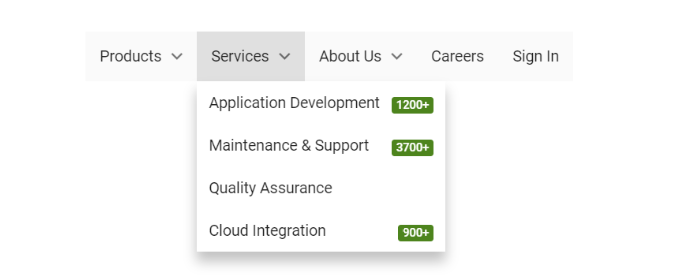 Products Services About Us Careers Sign In
Application Development 1200+
Maintenance & Support 3700+
Quality Assurance
Cloud Integration 900+